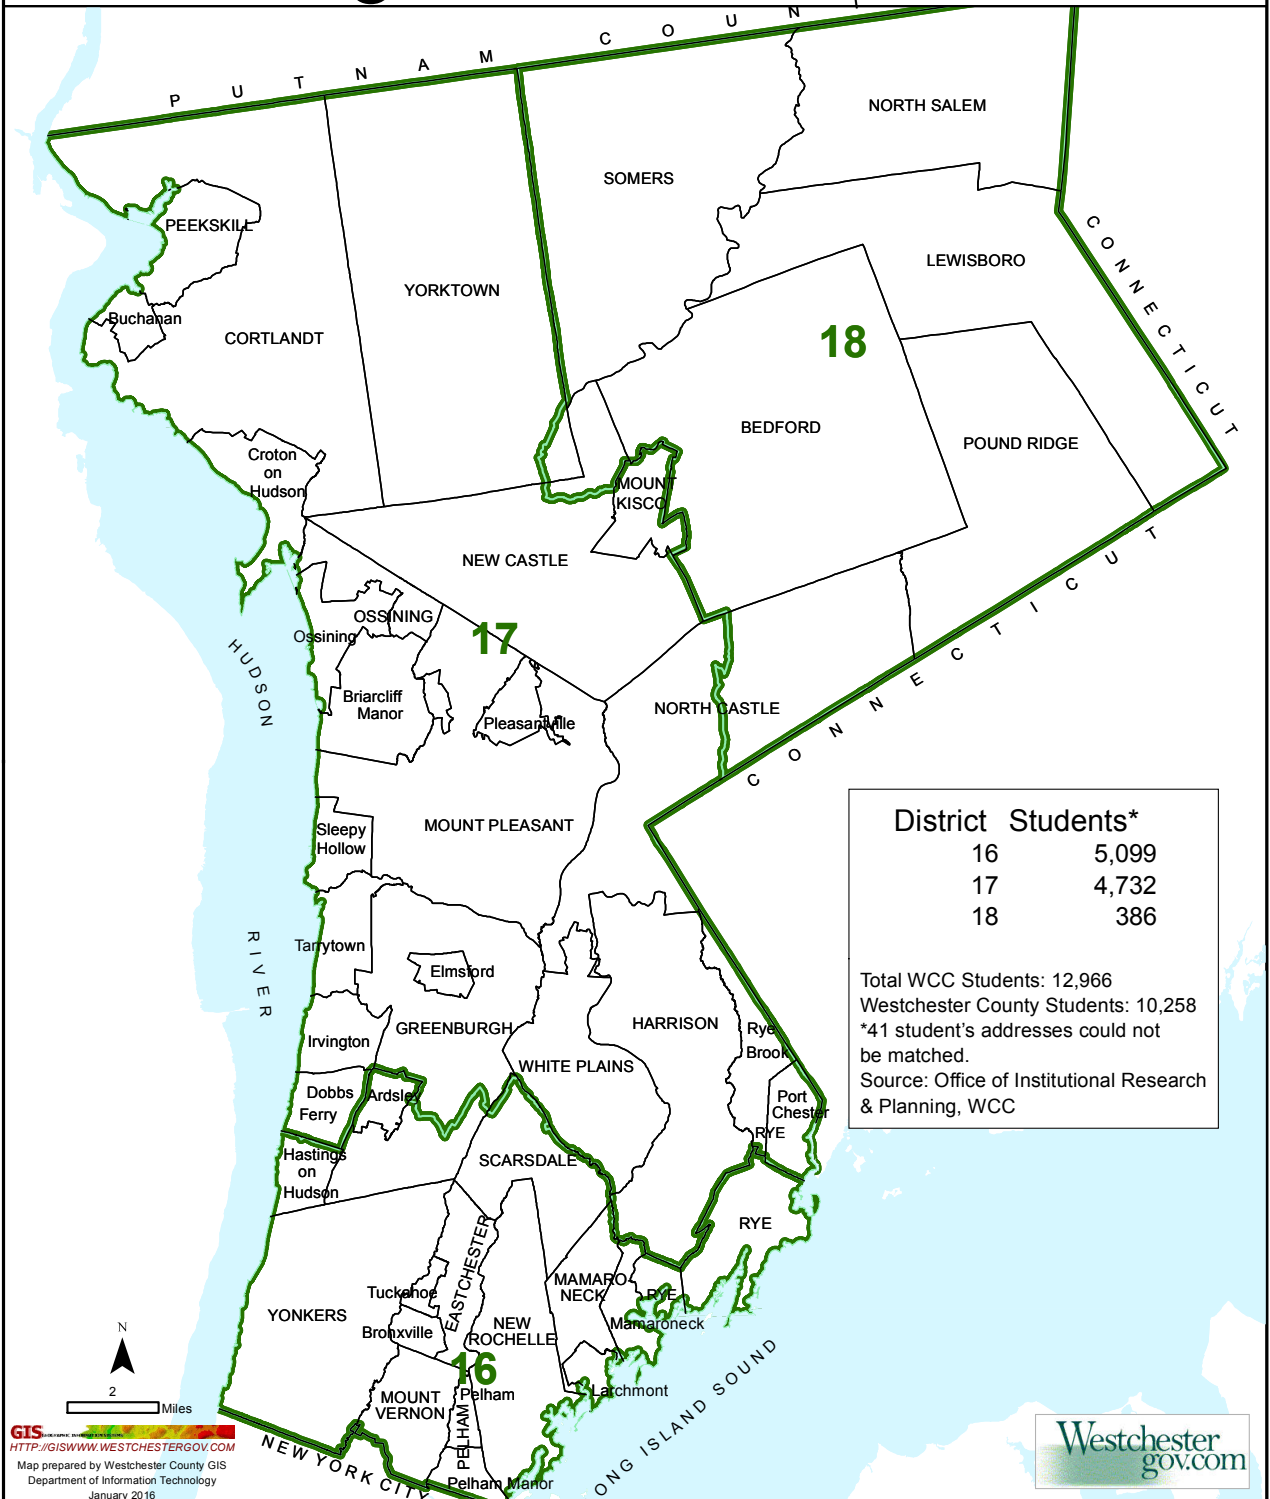 PUTNAM COUN
NORTH SALEM
SOMERS
PEEKSKILL
LEWISBORO
CONNECTICUT
YORKTOWN
Buchanan
CORTLANDT
18
BEDFORD
POUND RIDGE
Croton
on
Hudson
MOUNT
KISCO
NEW CASTLE
CONNECTICUT
OSSINING
Ossining
17
HUDSON
RIVER
Briarcliff
Manor
Pleasantville
NORTH CASTLE
MOUNT PLEASANT
Sleepy
Hollow
District Students*
16 5,099
17 4,732
18 386
Total WCC Students: 12,966
Westchester County Students: 10,258
*41 student's addresses could not
be matched.
Source: Office of Institutional Research
& Planning, WCC
Tarrytown
Elmsford
GREENBURGH
HARRISON
Rye
Brook
Irvington
WHITE PLAINS
Dobbs
Ferry
Ardsley
Port
Chester
RYE
Hastings
on
Hudson
SCARSDALE
RYE
EASTCHESTER
MAMARO-
NECK
RYE
Tuckahoe
YONKERS
Bronxville
NEW
ROCHELLE
Mamaroneck
16
Larchmont
MOUNT
VERNON
Pelham
PELHAM
Pelham Manor
NEW YORK CITY
ONG ISLAND SOUND
N
2
Miles
GIS
HTTP://GISWWW.WESTCHESTERGOV.COM
Map prepared by Westchester County GIS
Department of Information Technology
January 2016
Westchester
gov.com